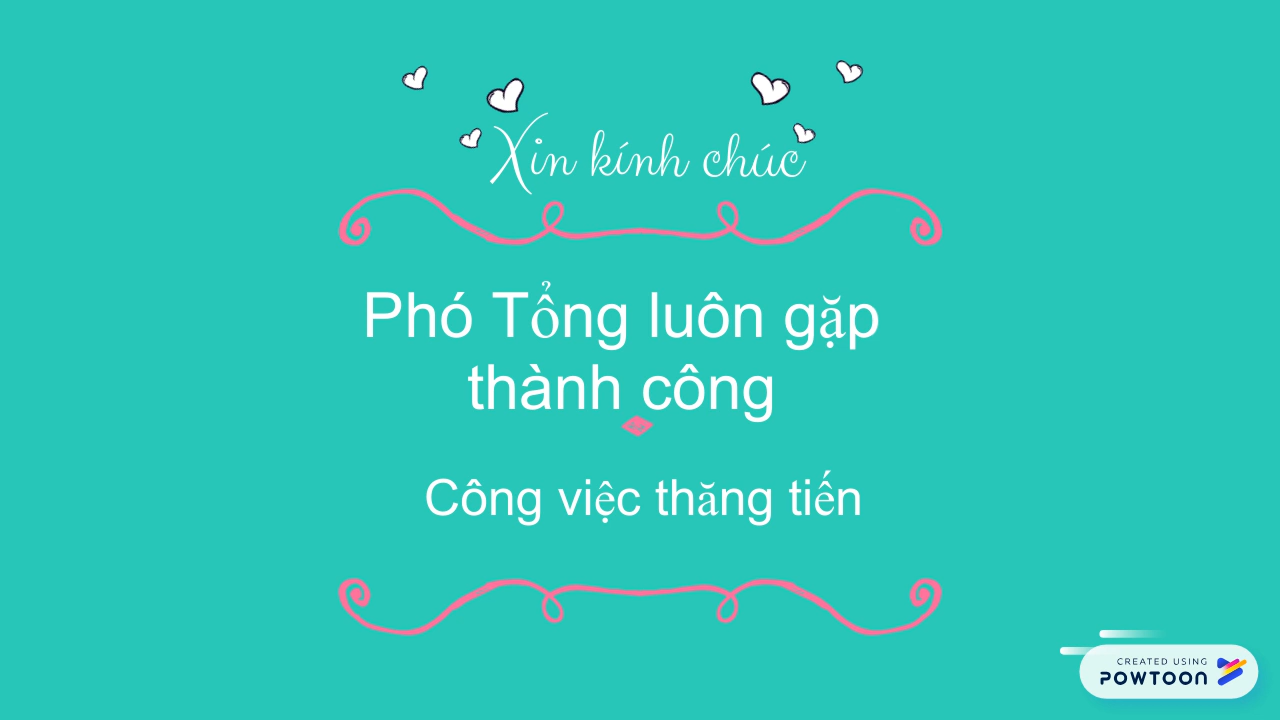 Xin kính chúc
Phó Tổng luôn gặp
thành công
Công việc thăng tiến
CREATED USING
POWTOON